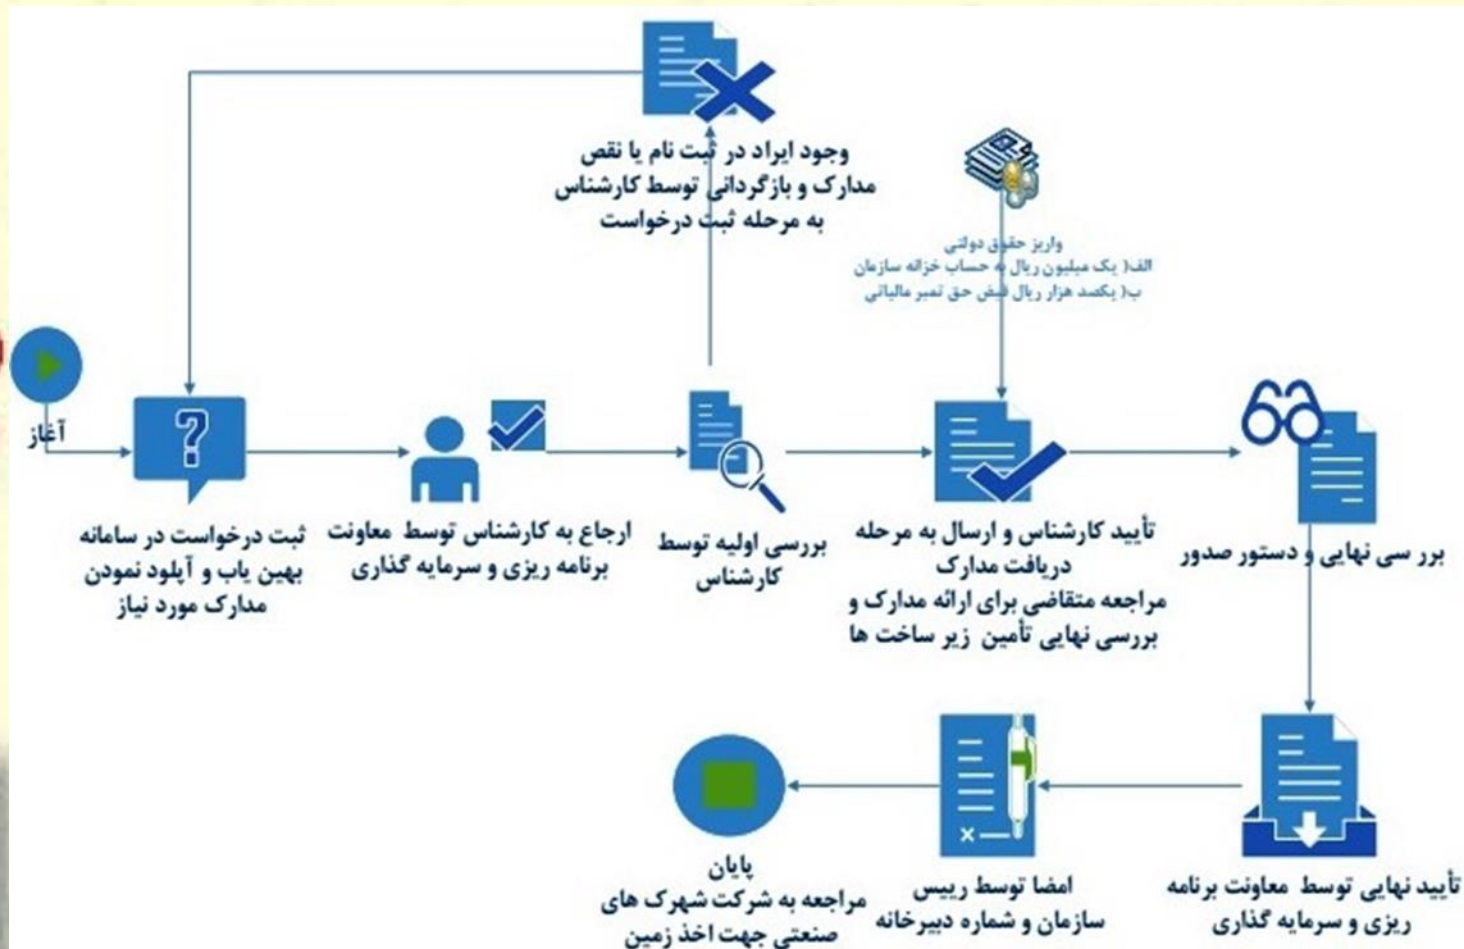 وجود ایراد در ثبت نام یا نقص
مدارک و بازگردانی توسط کارشناس
به مرحله ثبت درخواست
واریز حقوق دولتی
الف( یک میلیون ریال به حساب خزانه سازمان
ب( یکصد هزار ریال فیض حق تمبر مالیاتی
آغاز
ثبت درخواست در سامانه
بهین یاب و آپلود نمودن
مدارک مورد نیاز
ارجاع به کارشناس توسط معاونت
برنامه ریزی و سرمایه گذاری
بررسی اولیه توسط
کارشناس
تأیید کارشناس و ارسال به مرحله
دریافت مدارک
مراجعه متقاضی برای ارائه مدارک و
بررسی نهایی تأمین زیر ساخت ها
بررسی نهایی و دستور صدور
تأیید نهایی توسط معاونت برنامه
ریزی و سرمایه گذاری
امضا توسط رییس
سازمان و شماره دبیرخانه
پایان
مراجعه به شرکت شهرک های
صنعتی جهت اخذ زمین